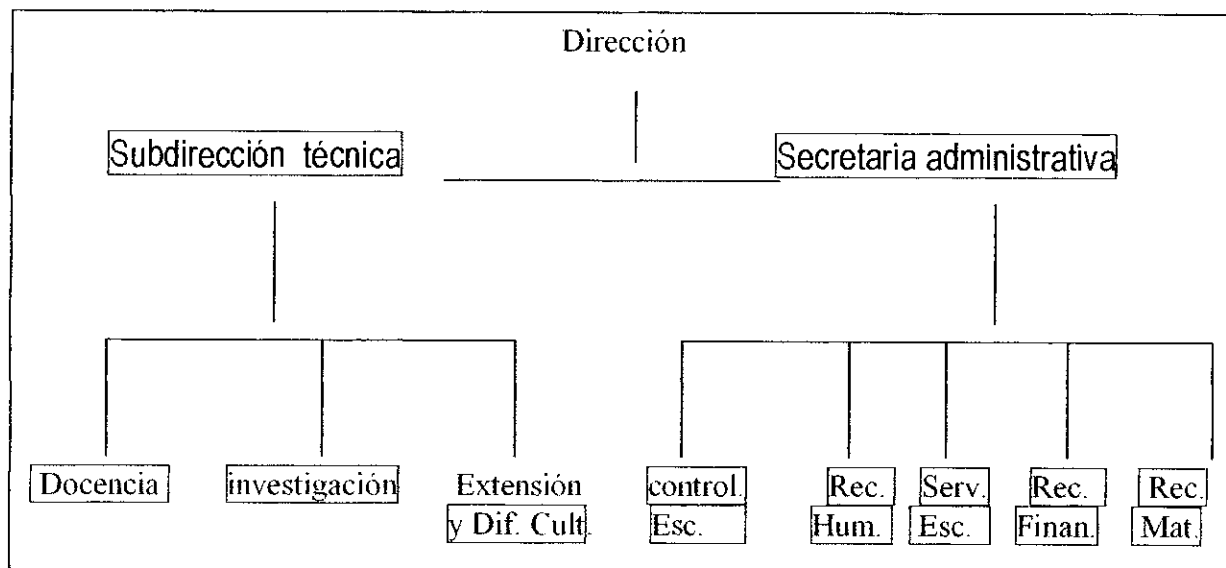 Dirección
Subdirección técnica
Secretaria administrativa
Docencia
investigación
Extensión
y Dif. Cult.
control.
Esc.
Rec.
Hum.
Serv.
Esc.
Rec.
Finan.
Rec.
Mat.